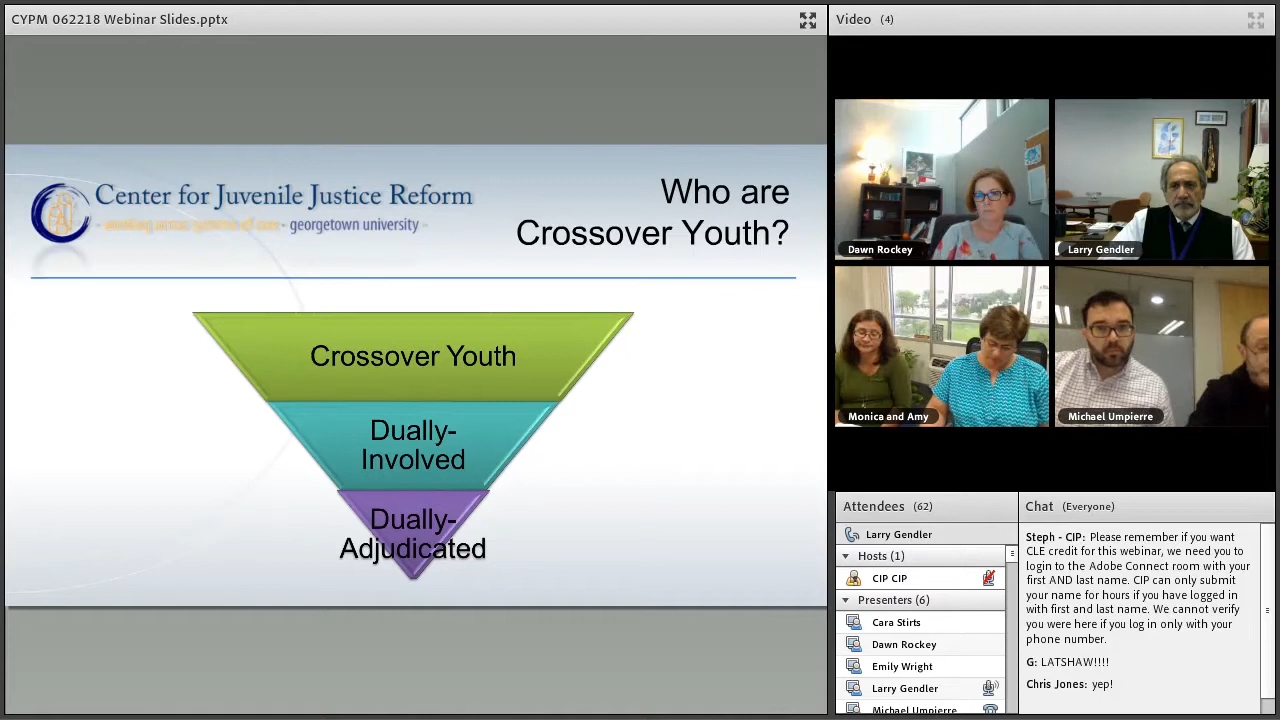 CYPM 062218 Webinar Slides.pptx
Center for Juvenile Justice Reform
- working across systems of care - georgetown university -
Who are
Crossover Youth?
Crossover Youth
Dually-
Involved
Dually-
Adjudicated
Video (4)
Dawn Rockey
Larry Gendler
Monica and Amy
Michael Umpierre
Attendees (62)
Larry Gendler
Hosts (1)
CIP CIP
Presenters (6)
Cara Stirts
Dawn Rockey
Emily Wright
Larry Gendler
Michael Umpierre
Chat (Everyone)
Steph - CIP: Please remember if you want
CLE credit for this webinar, we need you to
login to the Adobe Connect room with your
first AND last name. CIP can only submit
your name for hours if you have logged in
with first and last name. We cannot verify
you were here if you log in only with your
phone number.
G: LATSHAW!!!!
Chris Jones: yep!